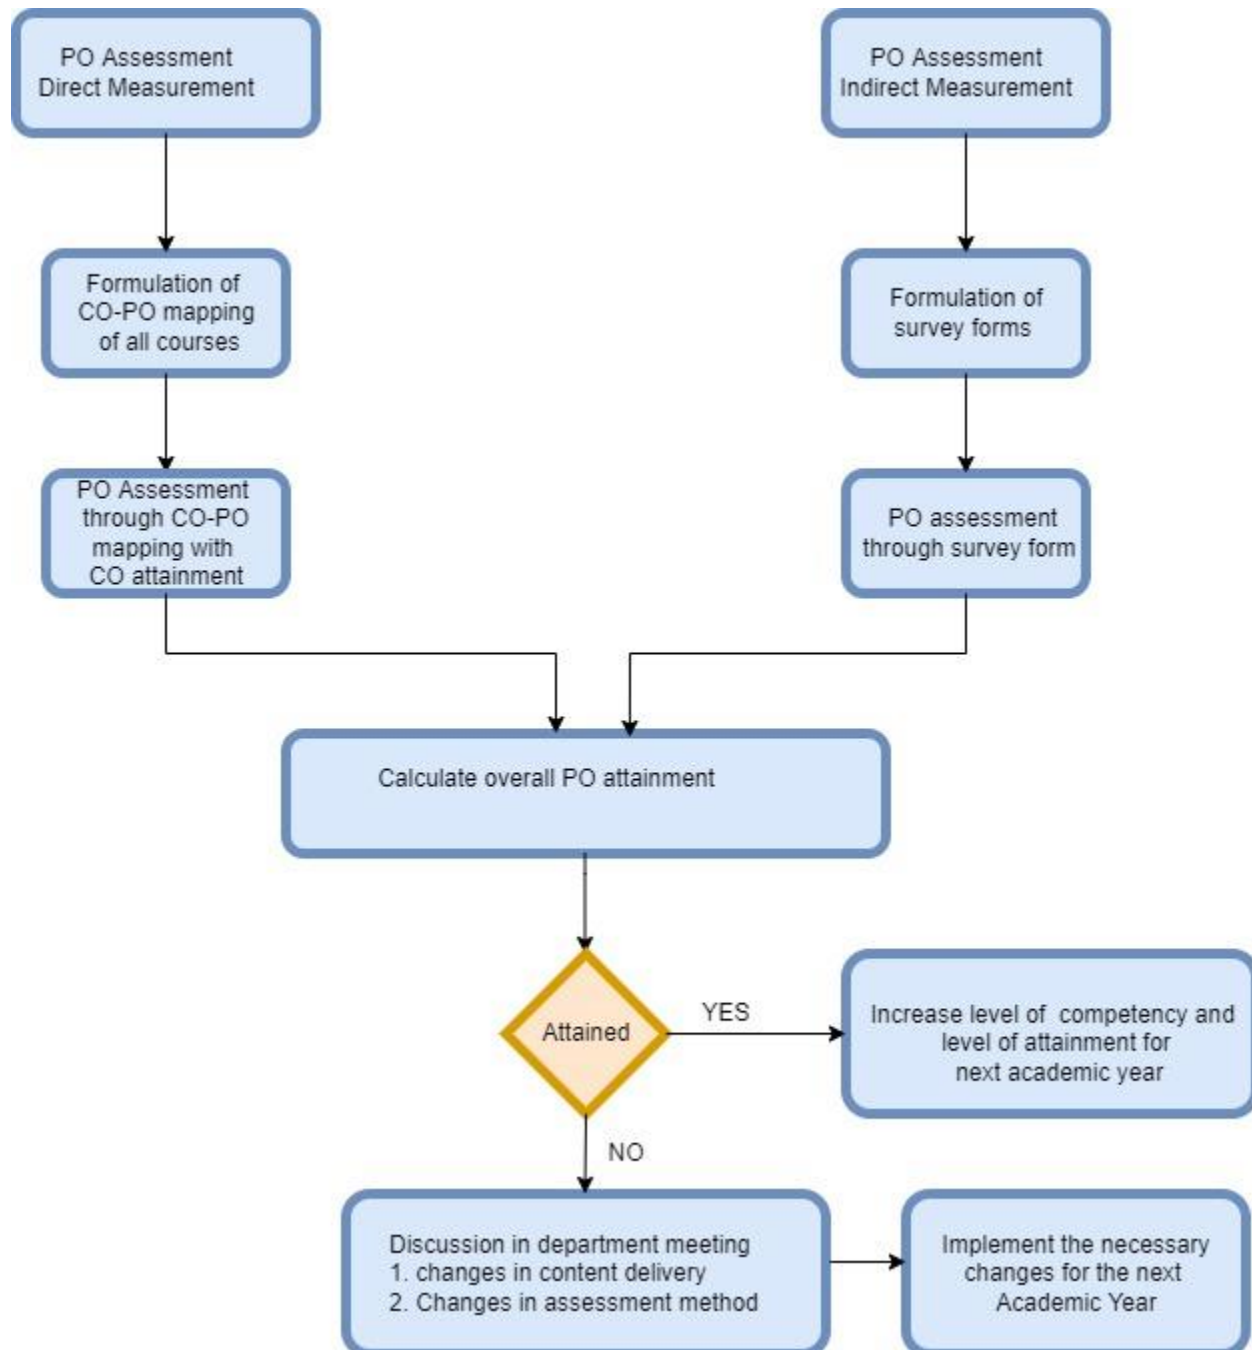 PO Assessment
Direct Measurement
PO Assessment
Indirect Measurement
Formulation of
CO-PO mapping
of all courses
Formulation of
survey forms
PO Assessment
through CO-PO
mapping with
CO attainment
PO assessment
through survey form
Calculate overall PO attainment
Attained
YES
Increase level of competency and
level of attainment for
next academic year
NO
Discussion in department meeting
1. changes in content delivery
2. Changes in assessment method
Implement the necessary
changes for the next
Academic Year